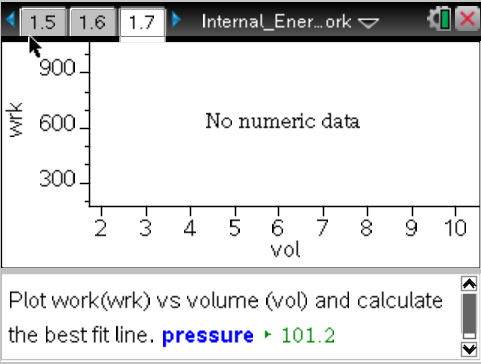 1.5 1.6 1.7 Internal_Ener...ork
900
600
300
wrk
No numeric data
2 3 4 5 6 7 8 9 10
vol
Plot work(wrk) vs volume (vol) and calculate
the best fit line. pressure ▸ 101.2